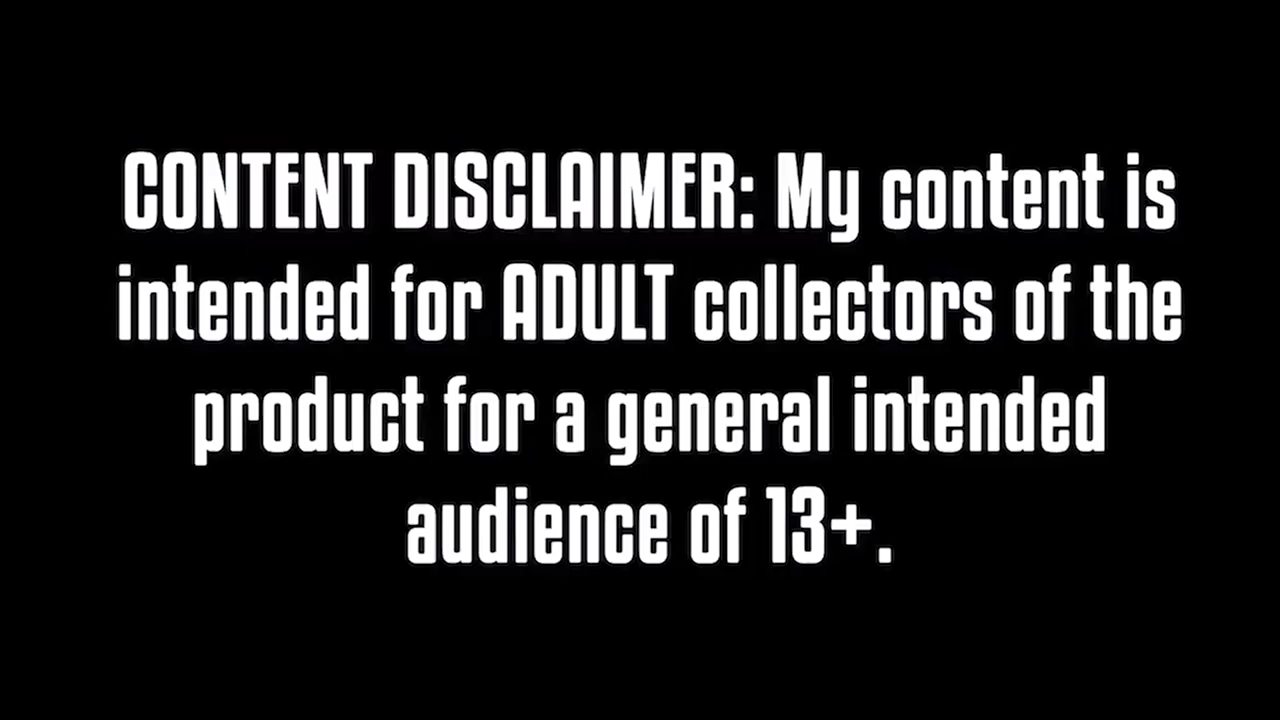 CONTENT DISCLAIMER: My content is
intended for ADULT collectors of the
product for a general intended
audience of 13+.